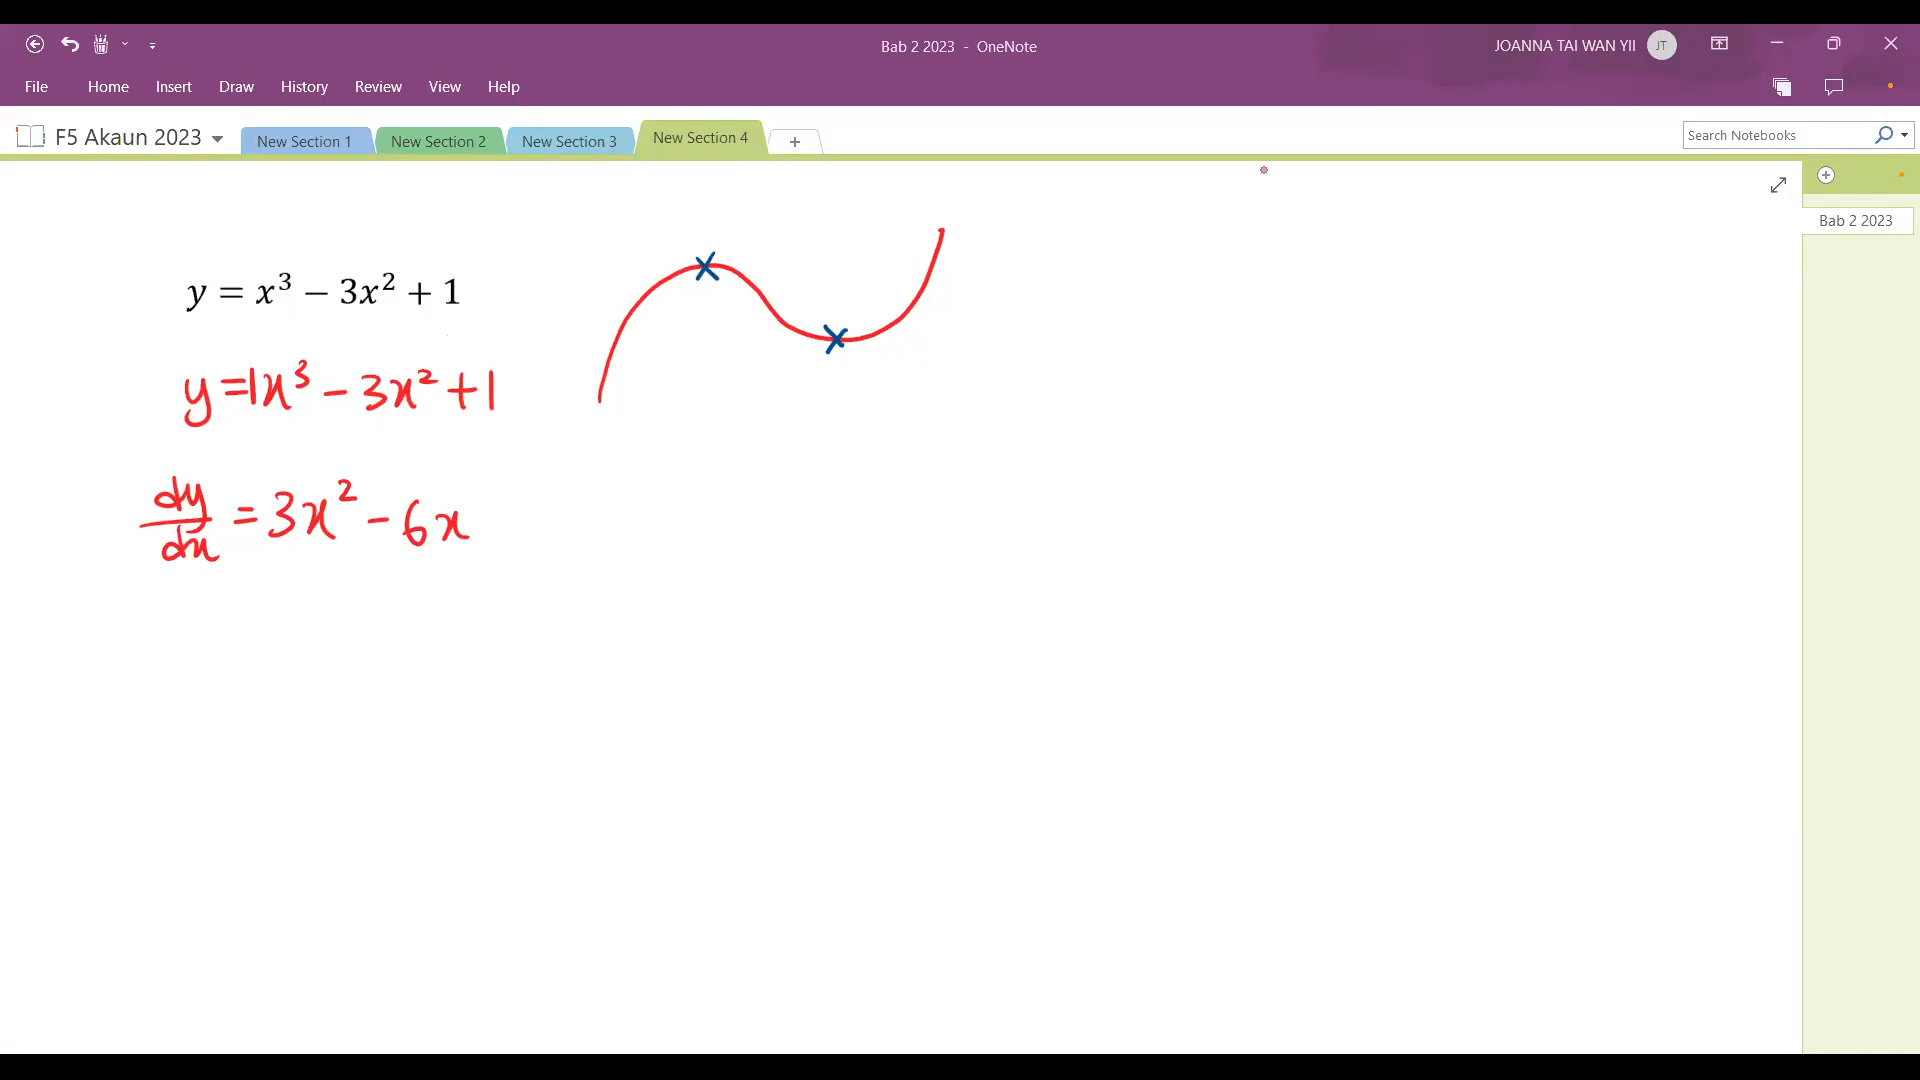 Bab 2 2023 - OneNote
JOANNA TAI WAN YII JT
File Home Insert Draw History Review View Help
F5 Akaun 2023 New Section 1 New Section 2 New Section 3 New Section 4 +
Search Notebooks
Bab 2 2023
y = x³ − 3x² + 1
y = 1x³ − 3x² + 1
dy/dx = 3x² − 6x